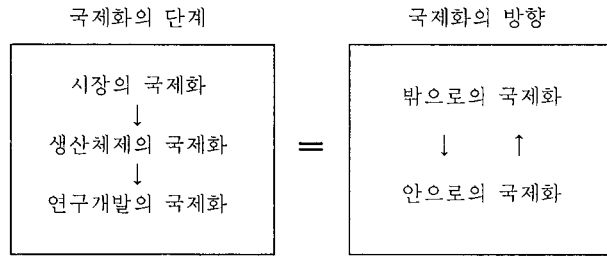 국제화의 단계
시장의 국제화
↓
생산체제의 국제화
↓
연구개발의 국제화
=
국제화의 방향
밖으로의 국제화
↓ ↑
안으로의 국제화